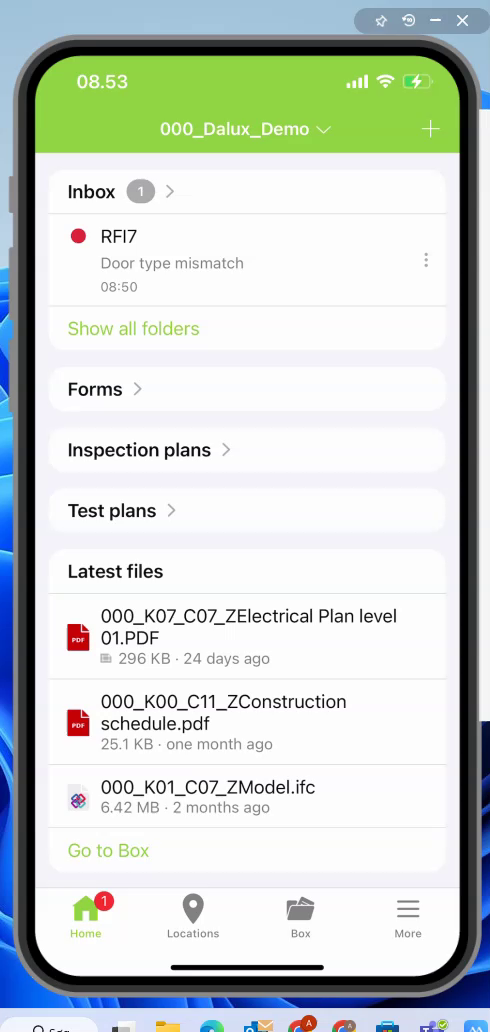 08.53
000_Dalux_Demo
Inbox 1
RFI7
Door type mismatch
08:50
Show all folders
Forms
Inspection plans
Test plans
Latest files
000_K07_C07_ZElectrical Plan level
01.PDF
PDF
296 KB · 24 days ago
000_K00_C11_ZConstruction
schedule.pdf
PDF
25.1 KB · one month ago
000_K01_C07_ZModel.ifc
6.42 MB · 2 months ago
Go to Box
1
Home
Locations
Box
More